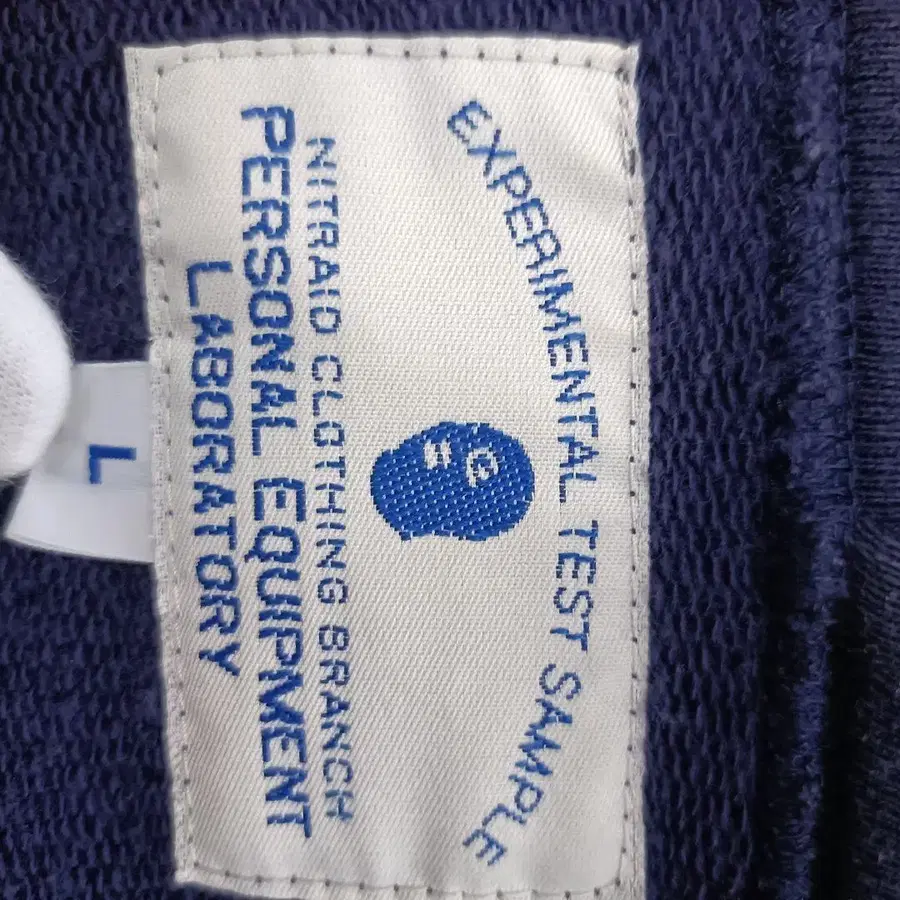 EXPERIMENTAL TEST SAMPLE
NITRAID CLOTHING BRANCH
PERSONAL EQUIPMENT
LABORATORY
L